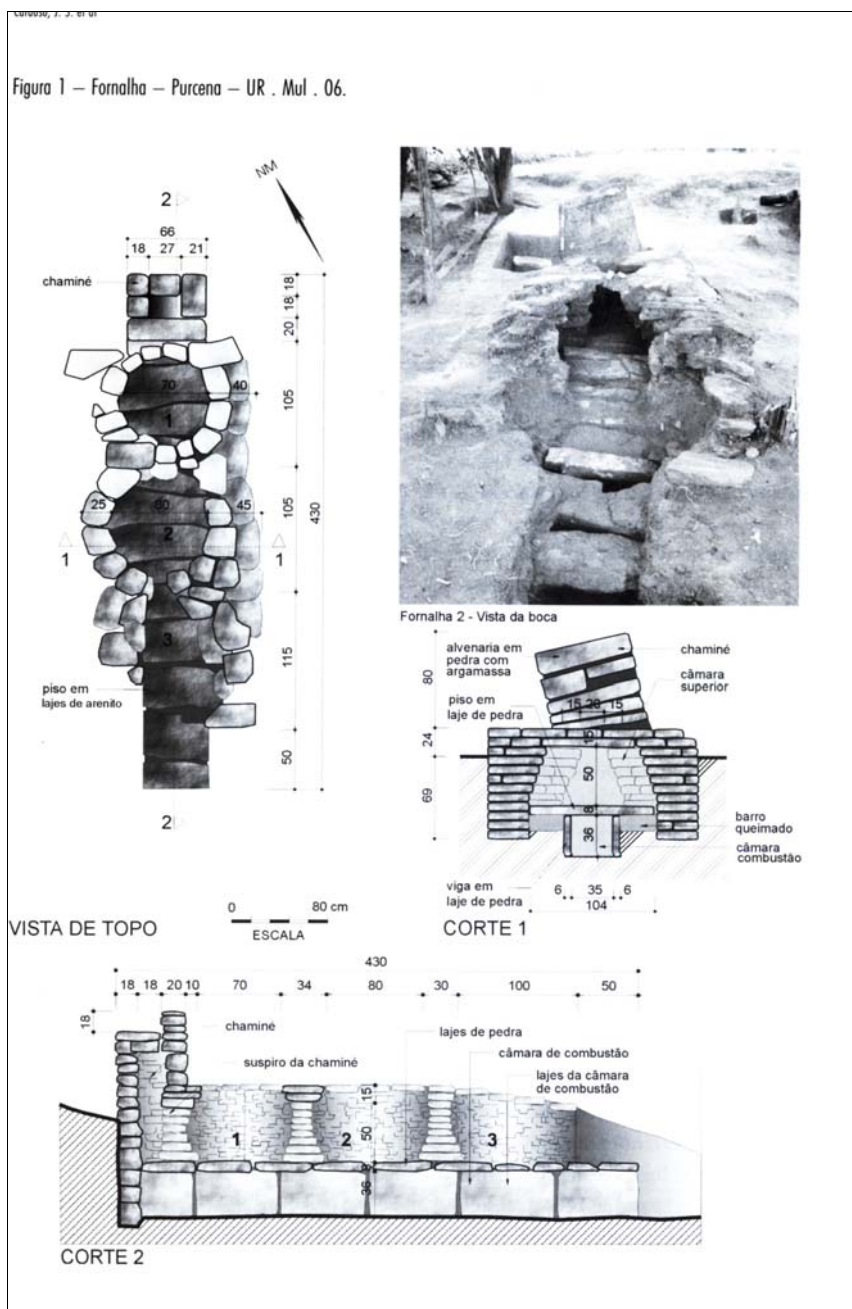 Cardoso, J. S. et al
Figura 1 – Fornalha – Purcena – UR . Mul . 06.
NM
2
66
18 27 21
chaminé
18
18
20
70
40
1
105
25
80
45
2
105
430
1
1
3
115
piso em
lajes de arenito
50
2
VISTA DE TOPO
0 80 cm
ESCALA
Fornalha 2 - Vista da boca
alvenaria em
pedra com
argamassa
chaminé
câmara
superior
piso em
laje de pedra
80
24
69
15 20 15
15
50
8
36
barro
queimado
câmara
combustão
viga em
laje de pedra
6 35 6
104
CORTE 1
430
18 18 20 10 70 34 80 30 100 50
18
chaminé
suspiro da chaminé
lajes de pedra
câmara de combustão
lajes da câmara
de combustão
15
50
8
36
1 2 3
CORTE 2